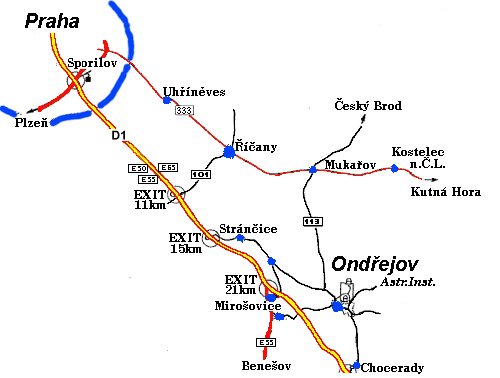 Praha
Sporilov
Plzeň
Uhříněves
333
Český Brod
D1
Říčany
Kostelec
n.Č.L.
Mukařov
E50
E65
E55
101
Kutná Hora
EXIT
11km
113
Stránčice
EXIT
15km
Ondřejov
Astr.Inst.
EXIT
21km
Mirošovice
E55
Benešov
Chocerady